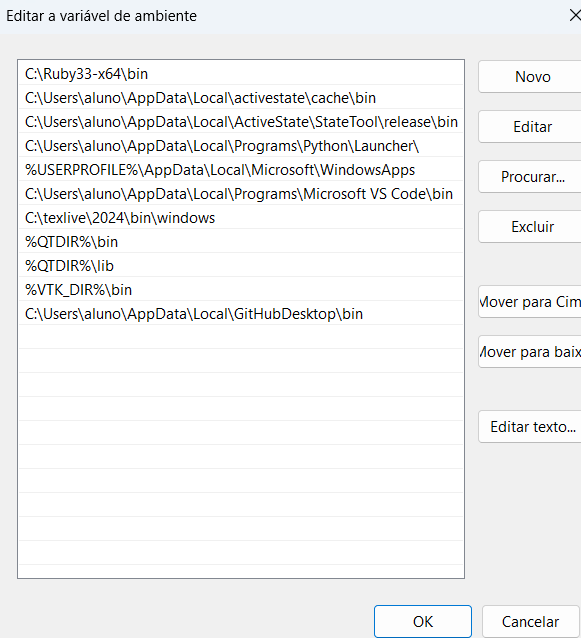 Editar a variável de ambiente
C:\Ruby33-x64\bin
C:\Users\aluno\AppData\Local\activestate\cache\bin
C:\Users\aluno\AppData\Local\ActiveState\StateTool\release\bin
C:\Users\aluno\AppData\Local\Programs\Python\Launcher\
%USERPROFILE%\AppData\Local\Microsoft\WindowsApps
C:\Users\aluno\AppData\Local\Programs\Microsoft VS Code\bin
C:\texlive\2024\bin\windows
%QTDIR%\bin
%QTDIR%\lib
%VTK_DIR%\bin
C:\Users\aluno\AppData\Local\GitHubDesktop\bin
Novo
Editar
Procurar...
Excluir
Mover para Cim
Mover para baix
Editar texto...
OK
Cancelar